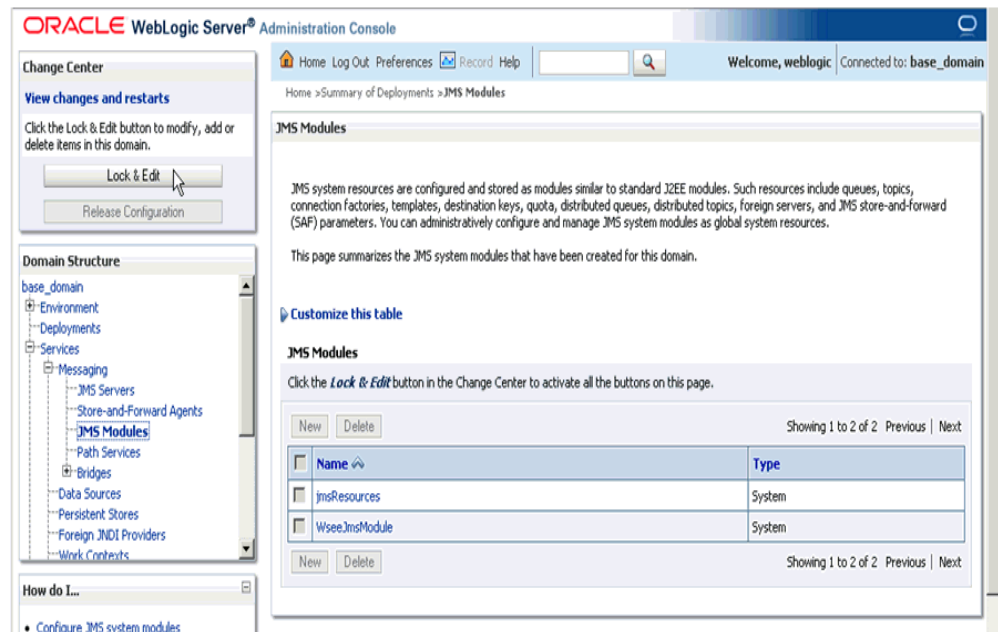 ORACLE WebLogic Server® Administration Console
Change Center
View changes and restarts
Click the Lock & Edit button to modify, add or
delete items in this domain.
Lock & Edit
Release Configuration
Domain Structure
base_domain
Environment
Deployments
Services
Messaging
JMS Servers
Store-and-Forward Agents
JMS Modules
Path Services
Bridges
Data Sources
Persistent Stores
Foreign JNDI Providers
Work Contexts
How do I...
Configure JMS system modules
Home Log Out Preferences Record Help
Welcome, weblogic Connected to: base_domain
Home >Summary of Deployments >JMS Modules
JMS Modules
JMS system resources are configured and stored as modules similar to standard J2EE modules. Such resources include queues, topics,
connection factories, templates, destination keys, quota, distributed queues, distributed topics, foreign servers, and JMS store-and-forward
(SAF) parameters. You can administratively configure and manage JMS system modules as global system resources.
This page summarizes the JMS system modules that have been created for this domain.
Customize this table
JMS Modules
Click the Lock & Edit button in the Change Center to activate all the buttons on this page.
New Delete Showing 1 to 2 of 2 Previous | Next
Name Type
jmsResources System
WseeJmsModule System
New Delete Showing 1 to 2 of 2 Previous | Next